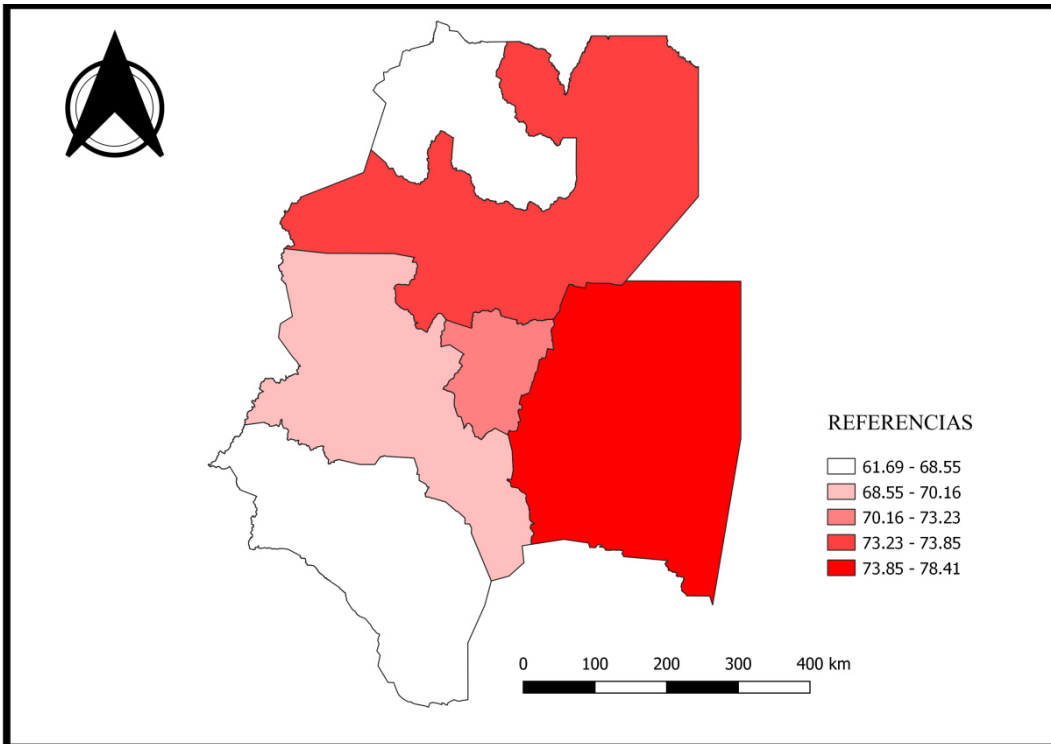 REFERENCIAS
61.69 - 68.55
68.55 - 70.16
70.16 - 73.23
73.23 - 73.85
73.85 - 78.41
0 100 200 300 400 km